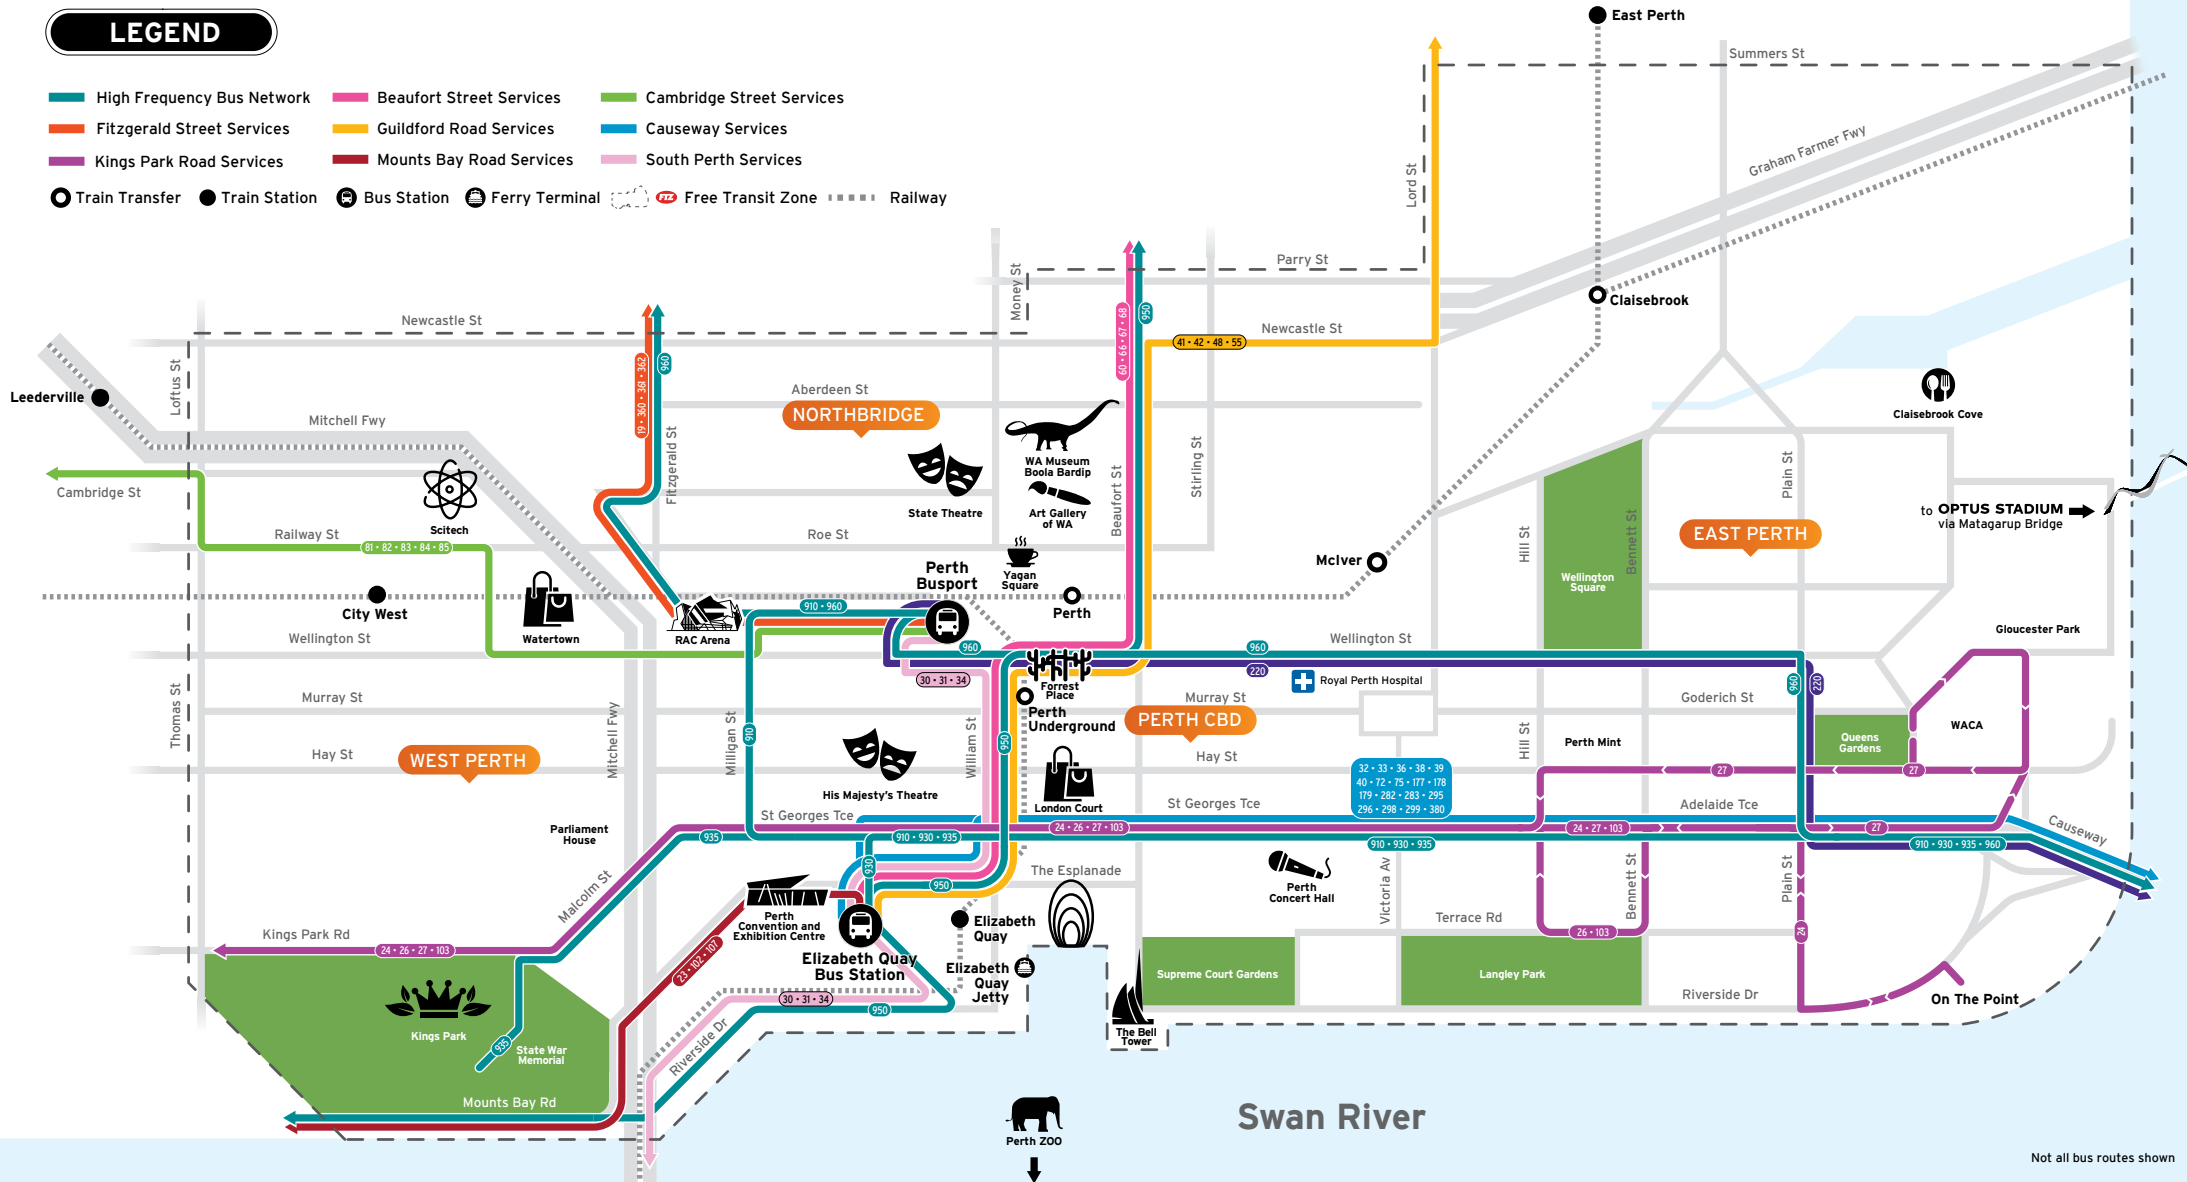 LEGEND
High Frequency Bus Network
Fitzgerald Street Services
Kings Park Road Services
Beaufort Street Services
Guildford Road Services
Mounts Bay Road Services
Cambridge Street Services
Causeway Services
South Perth Services
Train Transfer
Train Station
Bus Station
Ferry Terminal
FTZ
Free Transit Zone
Railway
East Perth
Summers St
Graham Farmer Fwy
Lord St
Parry St
Money St
Claisebrook
Newcastle St
Newcastle St
Loftus St
Leederville
Mitchell Fwy
Cambridge St
Scitech
Railway St
81 • 82 • 83 • 84 • 85
City West
Wellington St
Watertown
19 • 360 • 361 • 362
960
Fitzgerald St
Aberdeen St
NORTHBRIDGE
State Theatre
WA Museum
Boola Bardip
Art Gallery
of WA
Roe St
Yagan
Square
Perth
Busport
RAC Arena
910 • 960
60 • 66 • 67 • 68
950
41 • 42 • 48 • 55
Beaufort St
Stirling St
McIver
Perth
Hill St
Wellington
Square
Bennett St
Plain St
EAST PERTH
Claisebrook Cove
to OPTUS STADIUM
via Matagarup Bridge
Gloucester Park
960
30 • 31 • 34
Forrest
Place
Perth
Underground
960
220
Wellington St
Royal Perth Hospital
Murray St
Murray St
Goderich St
PERTH CBD
960
220
Queens
Gardens
WACA
Thomas St
Hay St
WEST PERTH
Mitchell Fwy
Milligan St
910
His Majesty's Theatre
William St
950
London Court
Hay St
32 • 33 • 36 • 38 • 39
40 • 72 • 75 • 177 • 178
179 • 282 • 283 • 295
296 • 298 • 299 • 380
Hill St
Perth Mint
27
27
St Georges Tce
St Georges Tce
Adelaide Tce
Parliament
House
935
910 • 930 • 935
24 • 26 • 27 • 103
24 • 27 • 103
27
910 • 930 • 935
910 • 930 • 935 • 960
Causeway
930
950
The Esplanade
Malcolm St
Perth
Convention and
Exhibition Centre
Perth
Concert Hall
Victoria Av
Bennett St
Plain St
Terrace Rd
26 • 103
24
Kings Park Rd
24 • 26 • 27 • 103
23 • 102 • 107
Elizabeth Quay
Bus Station
Elizabeth
Quay
Elizabeth
Quay
Jetty
Supreme Court Gardens
Langley Park
Riverside Dr
On The Point
30 • 31 • 34
950
The Bell
Tower
Kings Park
935
State War
Memorial
Riverside Dr
Mounts Bay Rd
Perth ZOO
Swan River
Not all bus routes shown